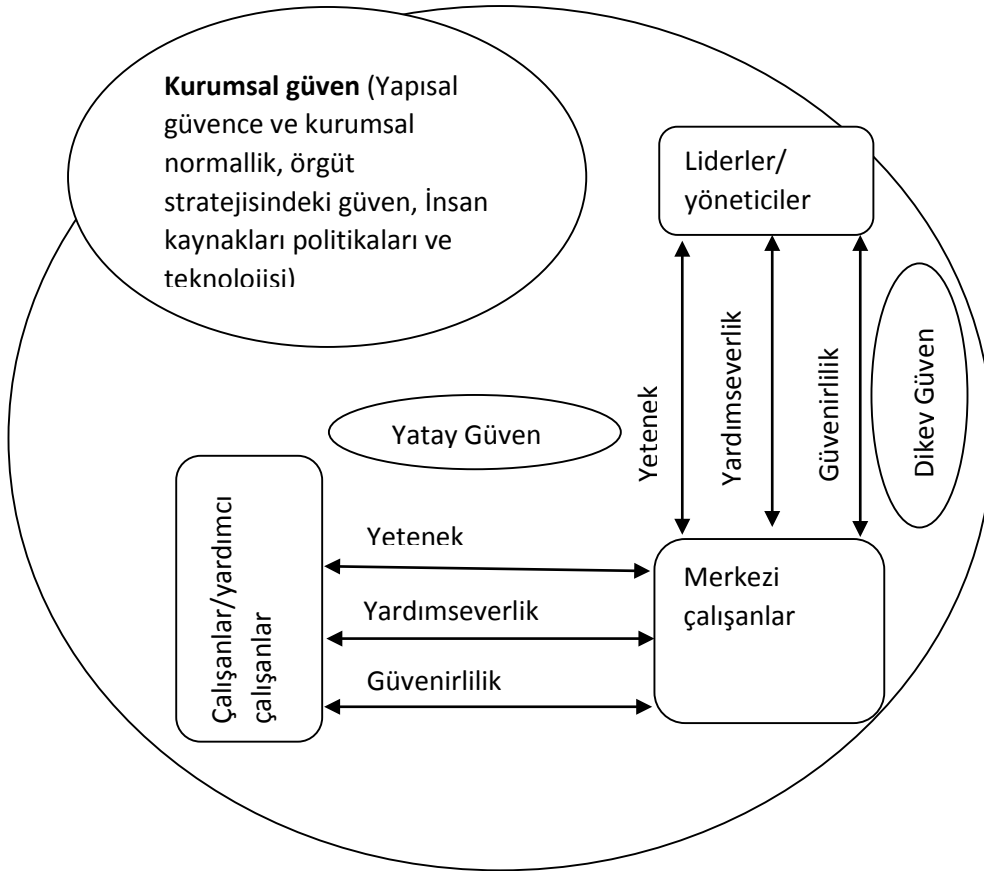 Kurumsal güven (Yapısal
güvence ve kurumsal
normallik, örgüt
stratejisindeki güven, İnsan
kaynakları politikaları ve
teknolojisi)
Liderler/
yöneticiler
Yetenek
Yardımseverlik
Güvenirlilik
Dikey Güven
Yatay Güven
Çalışanlar/yardımcı
çalışanlar
Yetenek
Yardımseverlik
Güvenirlilik
Merkezi
çalışanlar